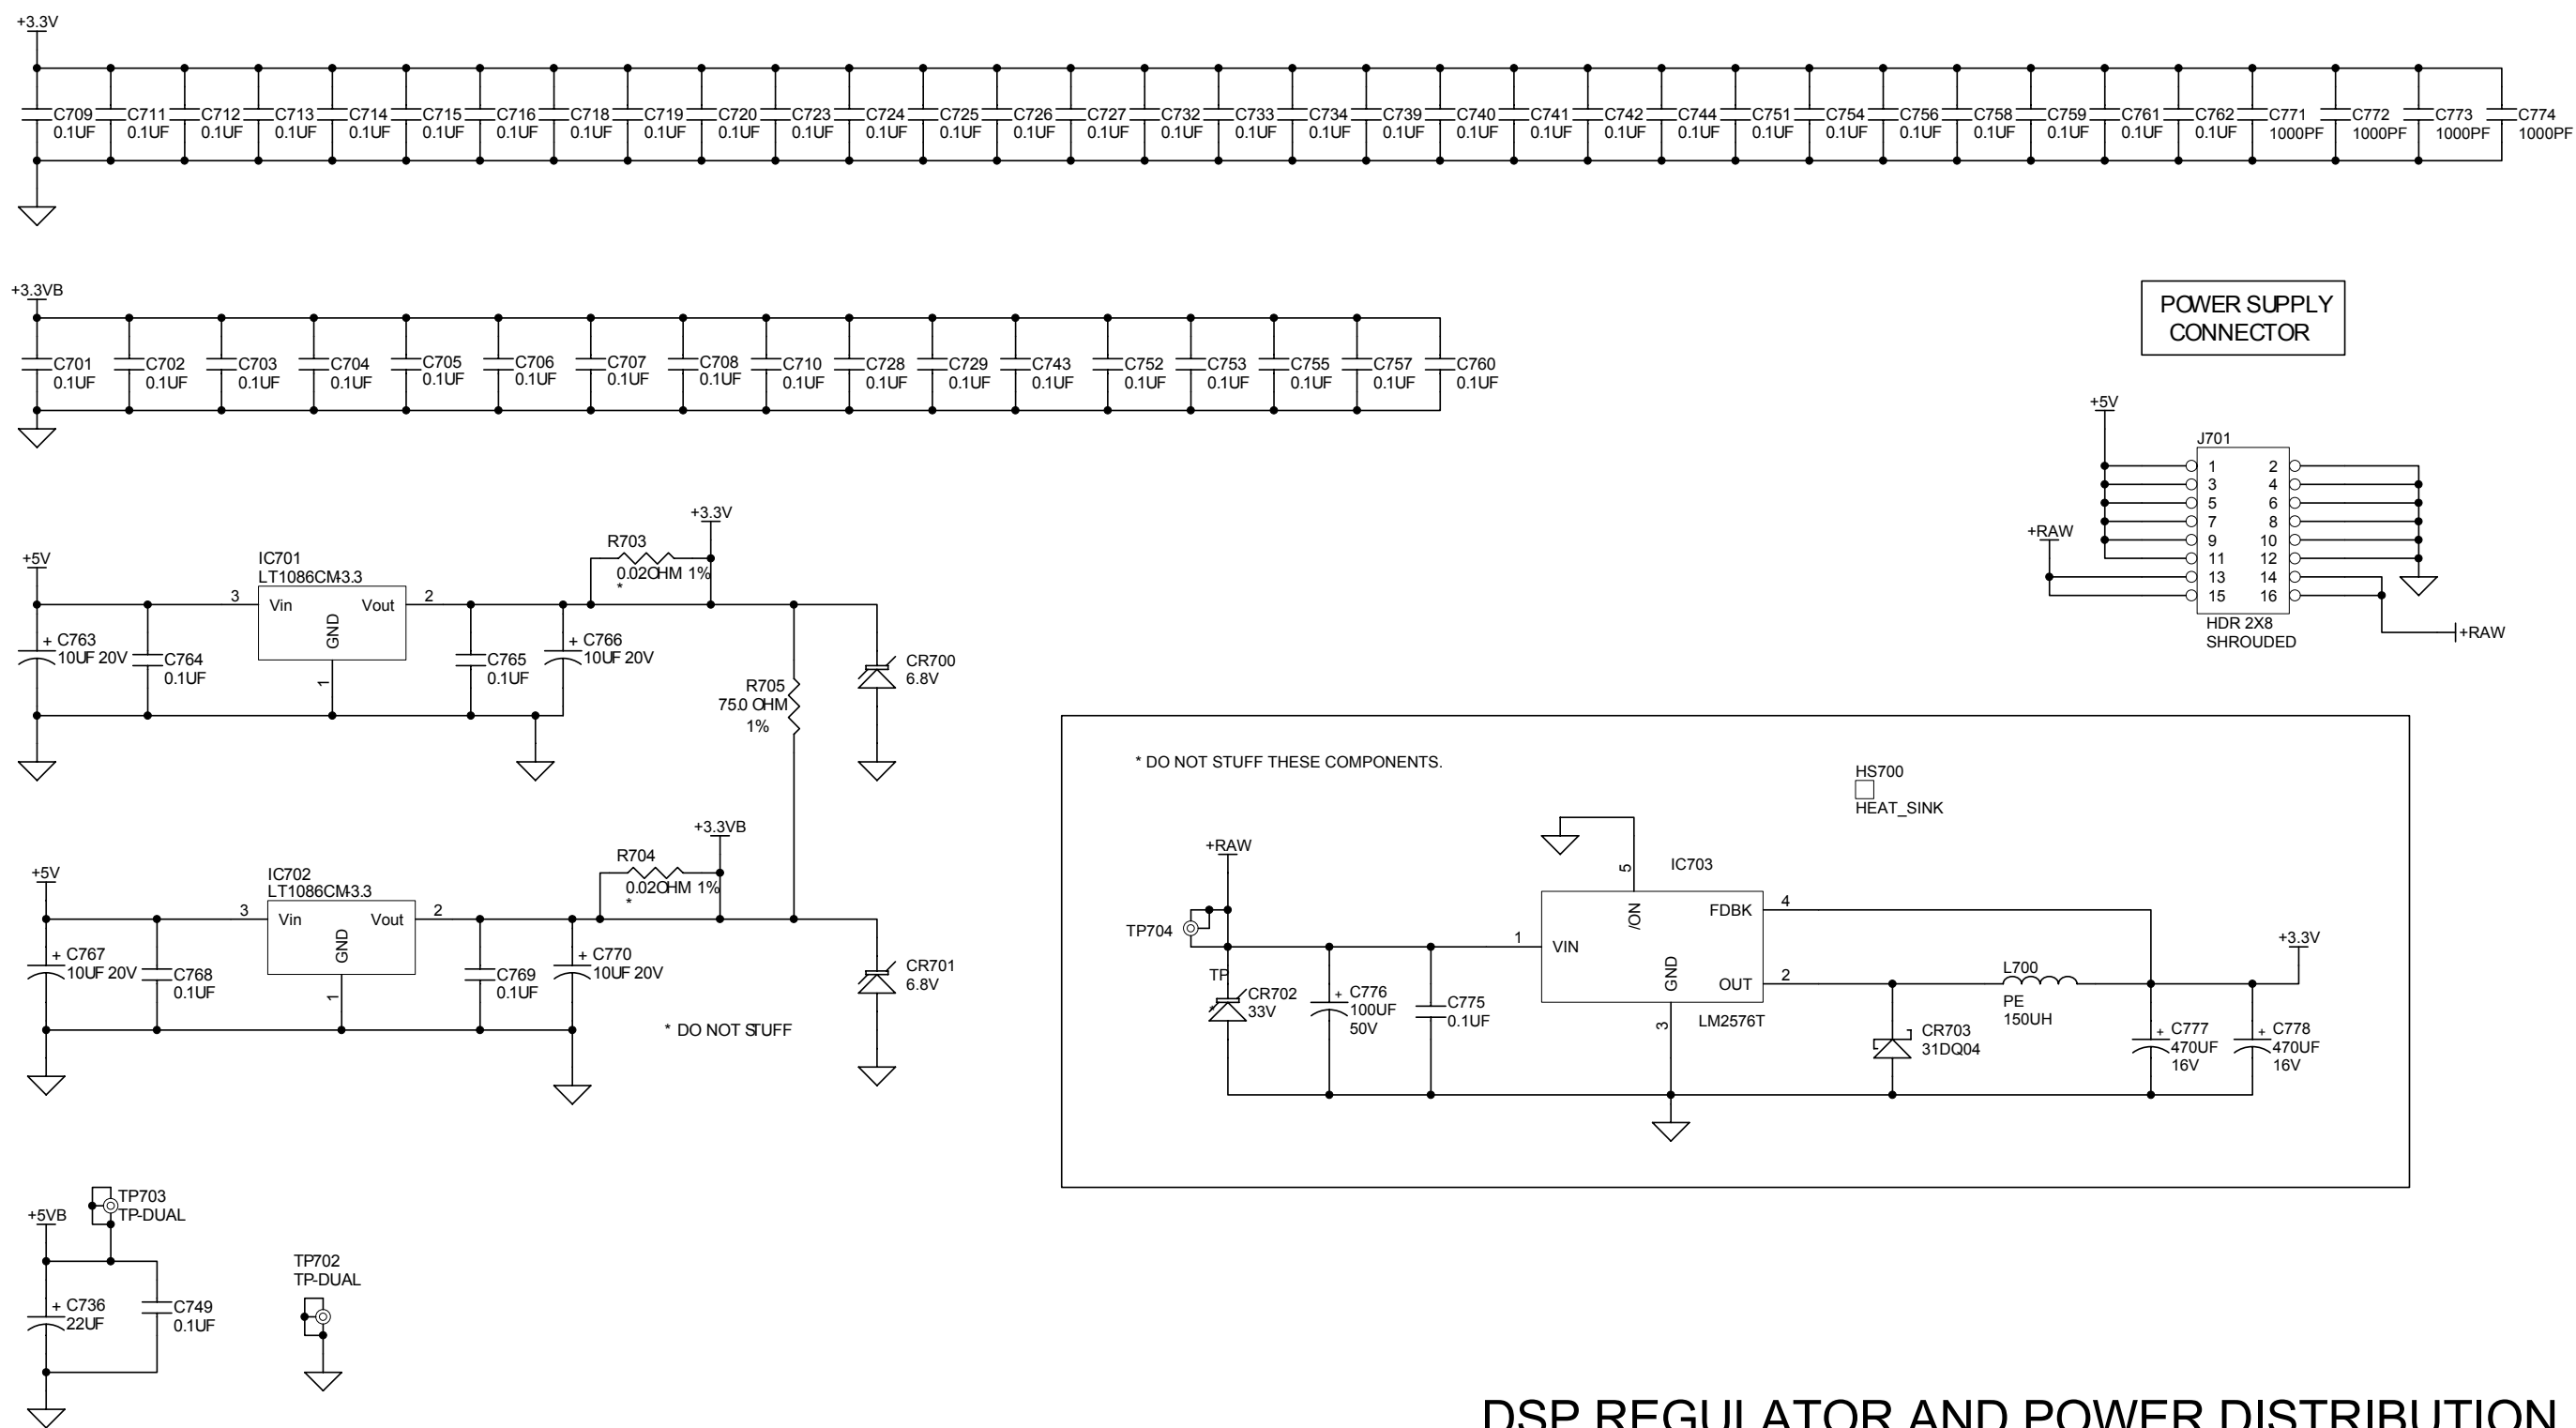 +3.3V
C709 C711 C712 C713 C714 C715 C716 C718 C719 C720 C723 C724 C725 C726 C727 C732 C733 C734 C739 C740 C741 C742 C744 C751 C754 C756 C758 C759 C761 C762 C771 C772 C773 C774
0.1UF 0.1UF 0.1UF 0.1UF 0.1UF 0.1UF 0.1UF 0.1UF 0.1UF 0.1UF 0.1UF 0.1UF 0.1UF 0.1UF 0.1UF 0.1UF 0.1UF 0.1UF 0.1UF 0.1UF 0.1UF 0.1UF 0.1UF 0.1UF 0.1UF 0.1UF 0.1UF 0.1UF 0.1UF 0.1UF 1000PF 1000PF 1000PF 1000PF
+3.3VB
C701 C702 C703 C704 C705 C706 C707 C708 C710 C728 C729 C743 C752 C753 C755 C757 C760
0.1UF 0.1UF 0.1UF 0.1UF 0.1UF 0.1UF 0.1UF 0.1UF 0.1UF 0.1UF 0.1UF 0.1UF 0.1UF 0.1UF 0.1UF 0.1UF 0.1UF
POWER SUPPLY
CONNECTOR
+5V
J701
1 2
3 4
5 6
7 8
9 10
11 12
13 14
15 16
+RAW
+RAW
HDR 2X8
SHROUDED
+5V
IC701
LT1086CM-3.3
3 Vin Vout 2
GND
1
+ C763
10UF 20V
C764
0.1UF
C765
0.1UF
+ C766
10UF 20V
R703
0.02OHM 1%
*
+3.3V
R705
75.0 OHM
1%
CR700
6.8V
+5V
IC702
LT1086CM-3.3
3 Vin Vout 2
GND
1
+ C767
10UF 20V
C768
0.1UF
C769
0.1UF
+ C770
10UF 20V
R704
0.02OHM 1%
*
+3.3VB
CR701
6.8V
* DO NOT STUFF
* DO NOT STUFF THESE COMPONENTS.
HS700
HEAT_SINK
+RAW
TP704
TP
CR702
33V
*
+ C776
100UF
50V
C775
0.1UF
IC703
5
/ON
1 VIN
FDBK 4
OUT 2
GND
3
LM2576T
L700
PE
150UH
CR703
31DQ04
+3.3V
+ C777
470UF
16V
+ C778
470UF
16V
TP703
TP-DUAL
+5VB
+ C736
22UF
C749
0.1UF
TP702
TP-DUAL
DSP REGULATOR AND POWER DISTRIBUTION